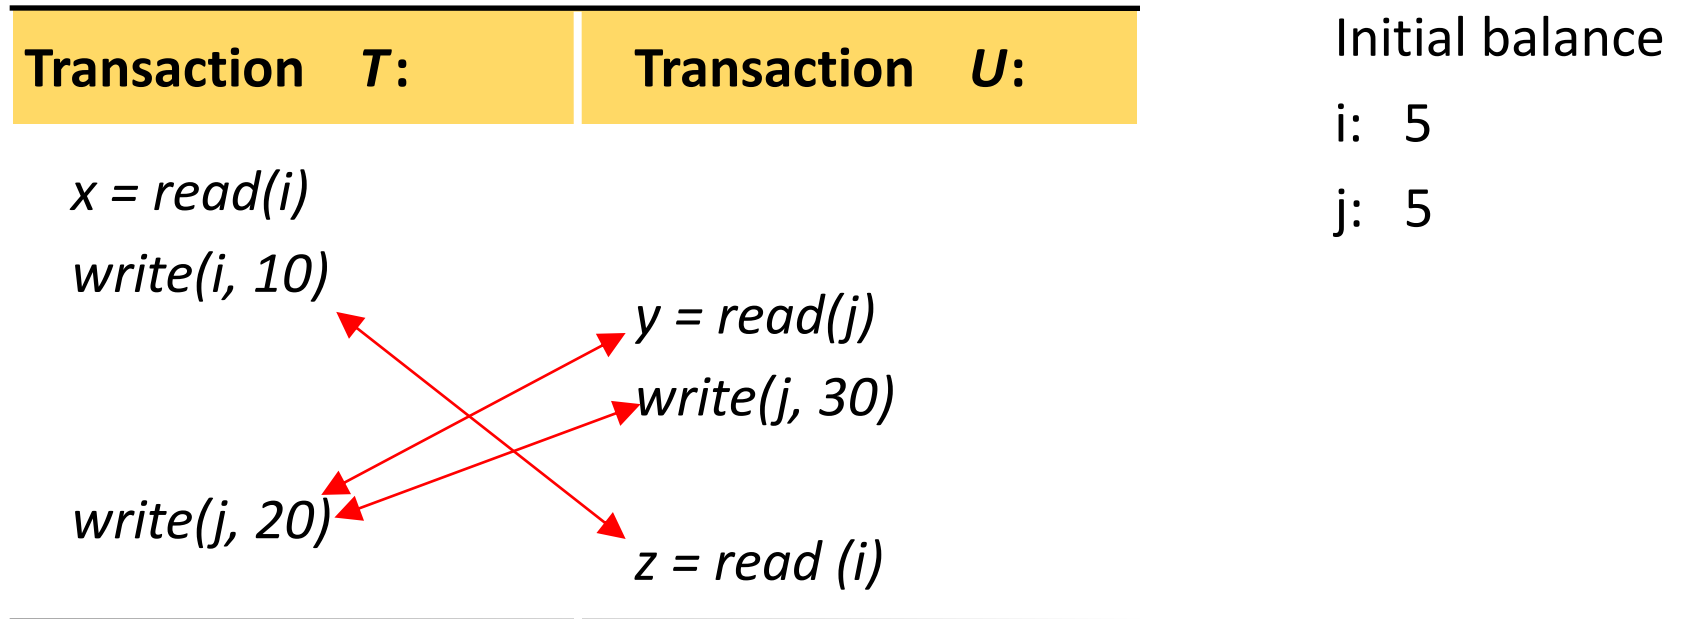 Transaction T:
Transaction U:
Initial balance
i: 5
j: 5
x = read(i)
write(i, 10)
y = read(j)
write(j, 30)
write(j, 20)
z = read (i)